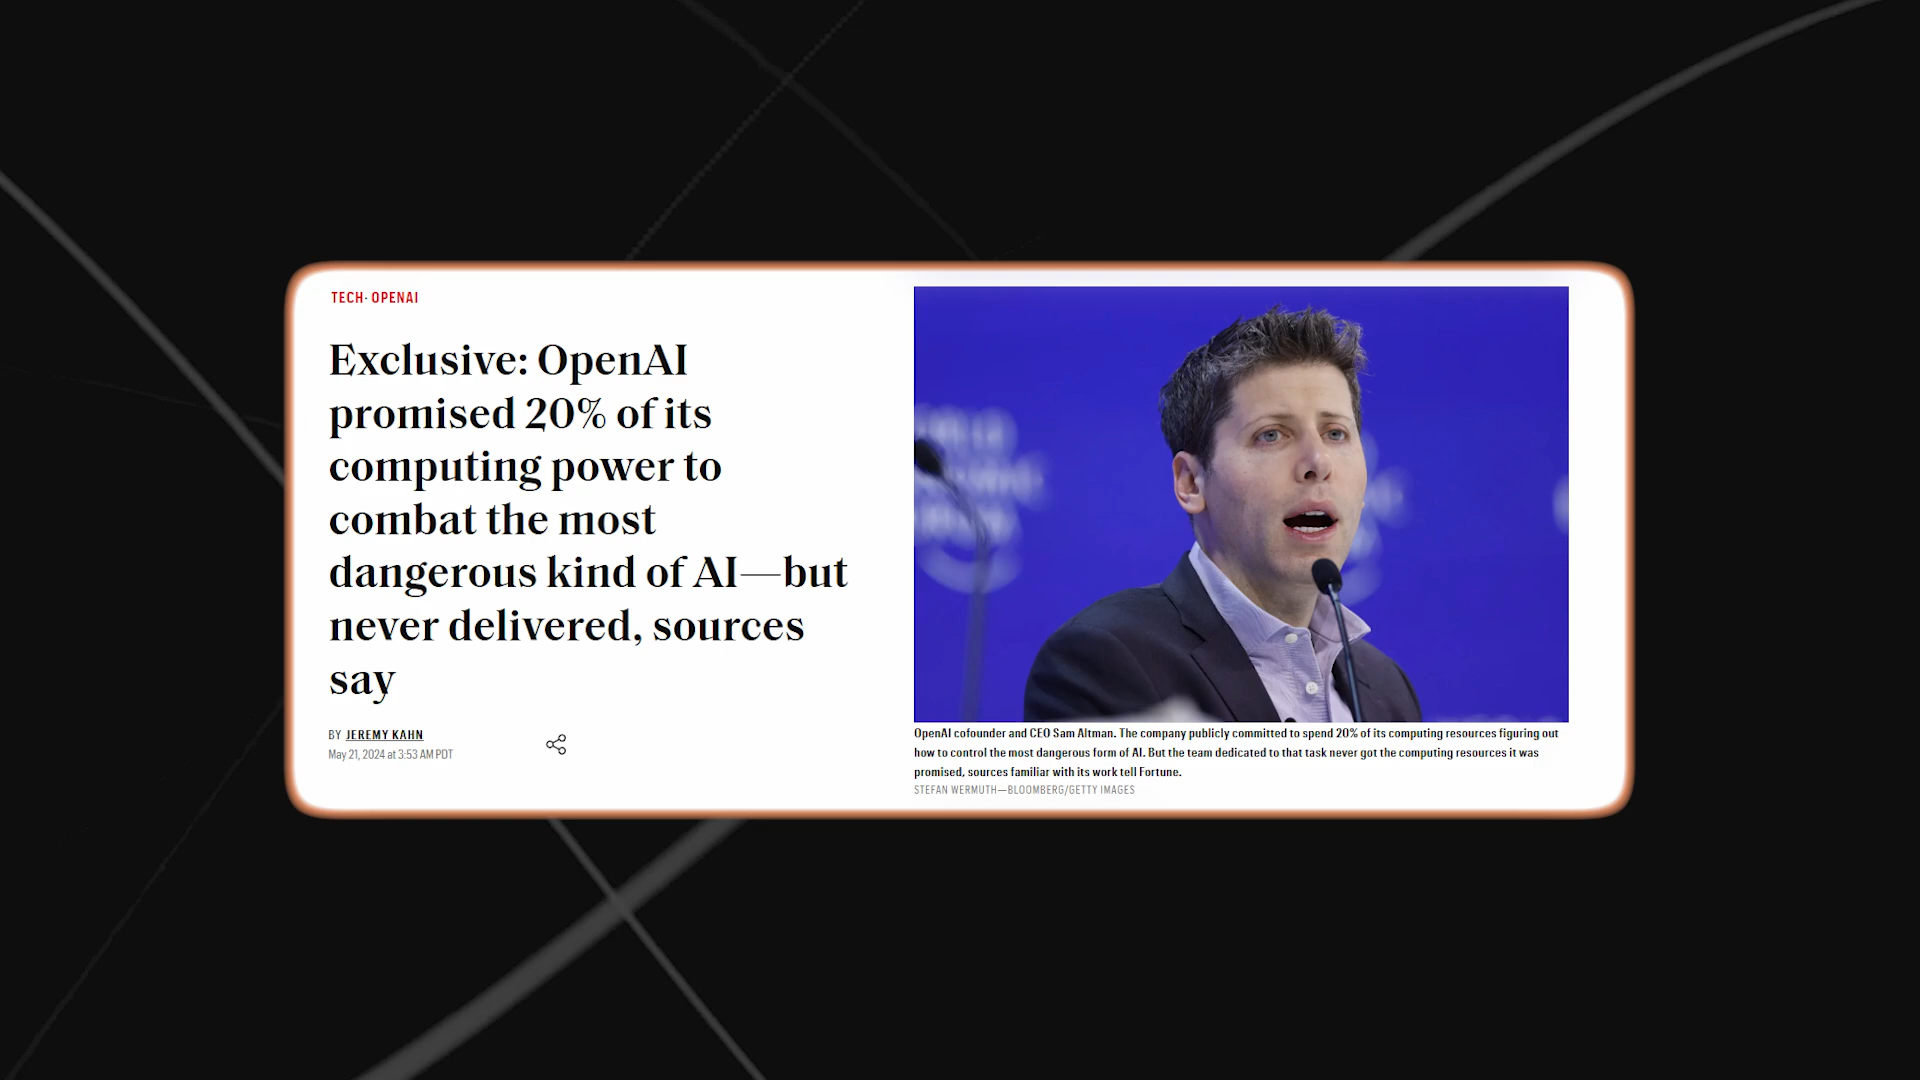 TECH· OPENAI
Exclusive: OpenAI
promised 20% of its
computing power to
combat the most
dangerous kind of AI—but
never delivered, sources
say
BY JEREMY KAHN
May 21, 2024 at 3:53 AM PDT
OpenAI cofounder and CEO Sam Altman. The company publicly committed to spend 20% of its computing resources figuring out
how to control the most dangerous form of AI. But the team dedicated to that task never got the computing resources it was
promised, sources familiar with its work tell Fortune.
STEFAN WERMUTH—BLOOMBERG/GETTY IMAGES